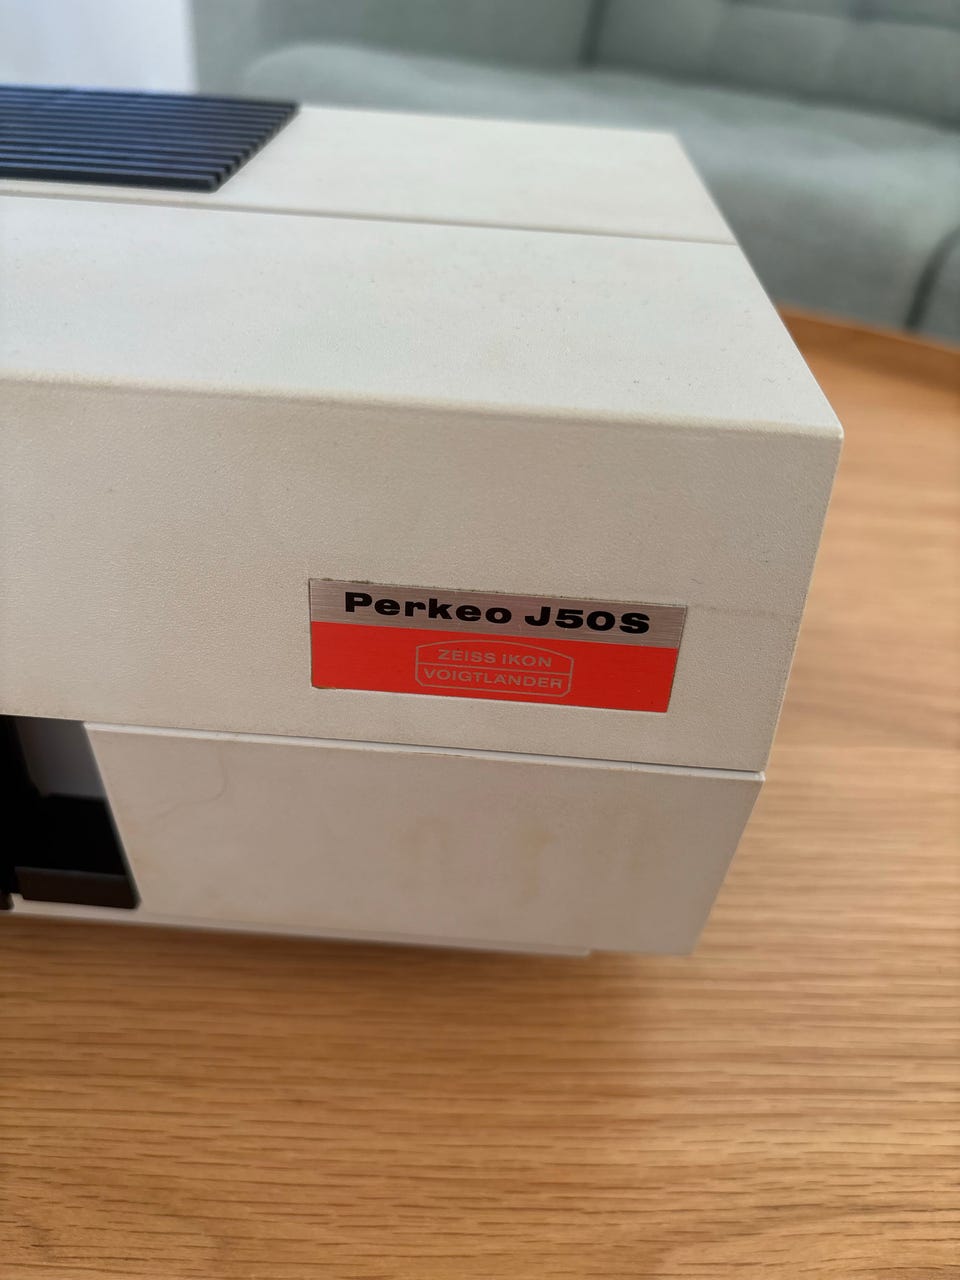 Perkeo J50S
ZEISS IKON
VOIGTLÄNDER